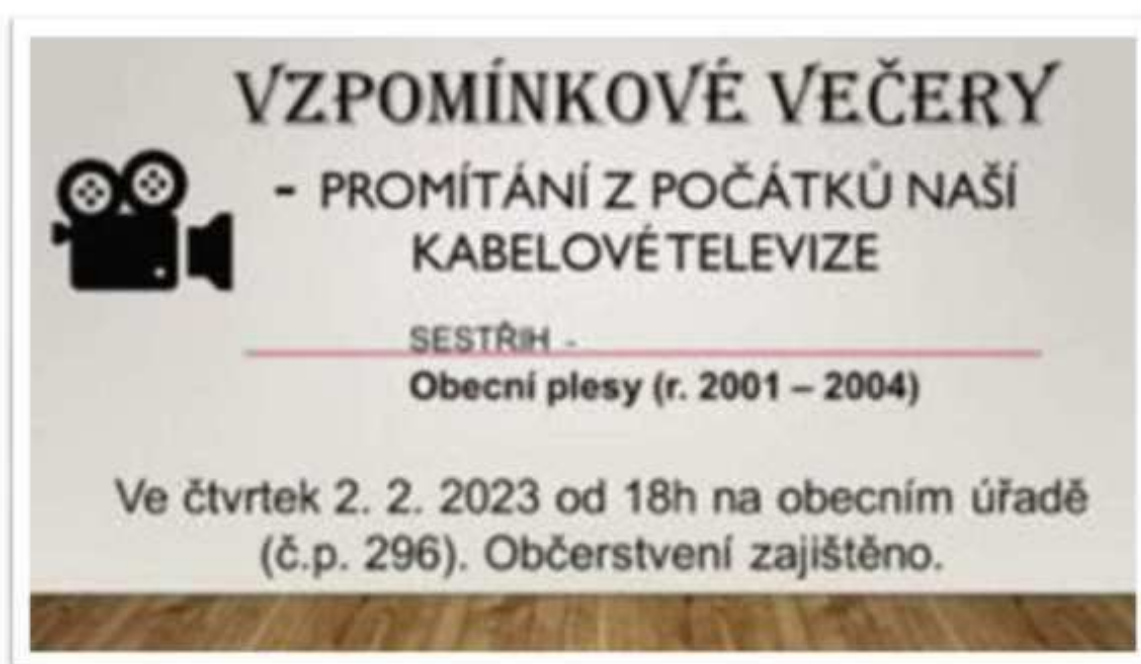 VZPOMÍNKOVÉ VEČERY
- PROMÍTÁNÍ Z POČÁTKŮ NAŠÍ
KABELOVÉ TELEVIZE
SESTŘIH -
Obecní plesy (r. 2001 – 2004)
Ve čtvrtek 2. 2. 2023 od 18h na obecním úřadě
(č.p. 296). Občerstvení zajištěno.